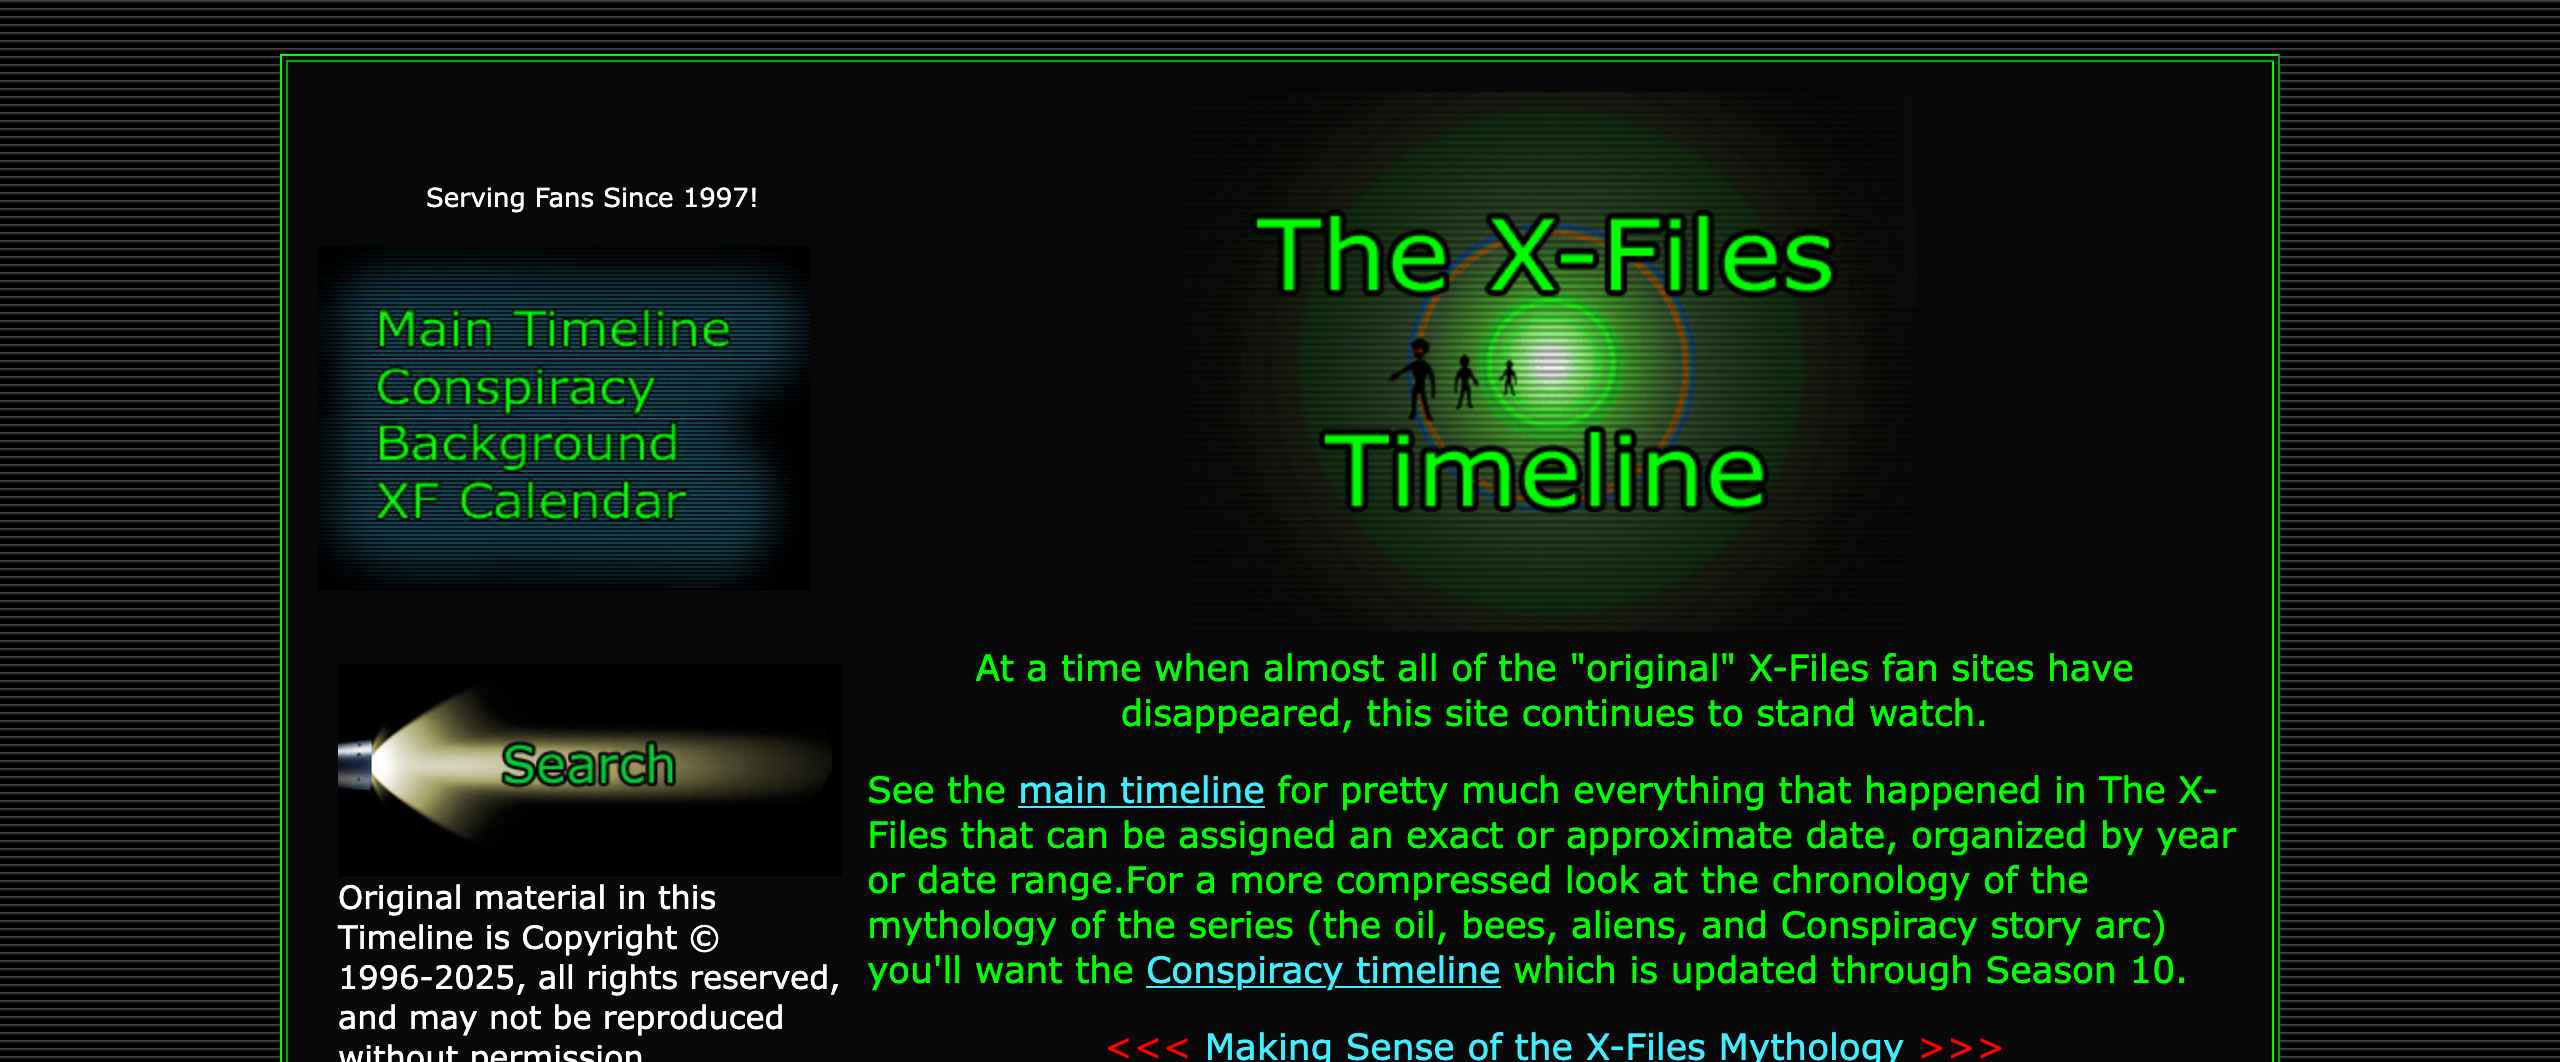 Serving Fans Since 1997!
Main Timeline
Conspiracy
Background
XF Calendar
Search
Original material in this
Timeline is Copyright ©
1996-2025, all rights reserved,
and may not be reproduced
without permission
The X-Files
Timeline
At a time when almost all of the "original" X-Files fan sites have
disappeared, this site continues to stand watch.
See the main timeline for pretty much everything that happened in The X-
Files that can be assigned an exact or approximate date, organized by year
or date range.For a more compressed look at the chronology of the
mythology of the series (the oil, bees, aliens, and Conspiracy story arc)
you'll want the Conspiracy timeline which is updated through Season 10.
<<< Making Sense of the X-Files Mythology >>>